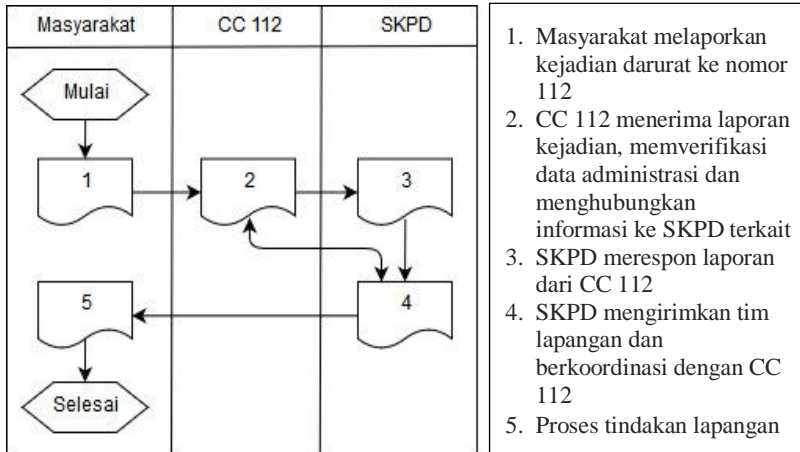 Masyarakat
CC 112
SKPD
Mulai
1
2
3
5
4
Selesai
1. Masyarakat melaporkan
kejadian darurat ke nomor
112
2. CC 112 menerima laporan
kejadian, memverifikasi
data administrasi dan
menghubungkan
informasi ke SKPD terkait
3. SKPD merespon laporan
dari CC 112
4. SKPD mengirimkan tim
lapangan dan
berkoordinasi dengan CC
112
5. Proses tindakan lapangan